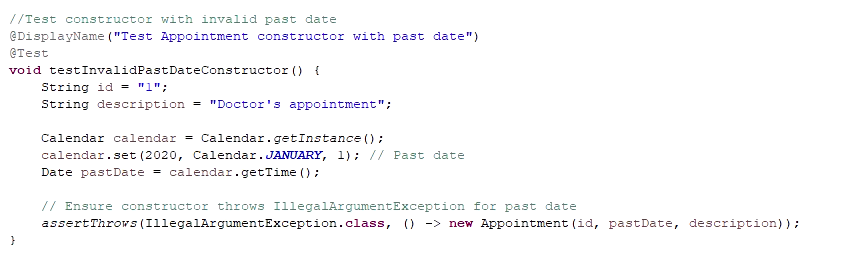 //Test constructor with invalid past date
@DisplayName("Test Appointment constructor with past date")
@Test
void testInvalidPastDateConstructor() {
    String id = "1";
    String description = "Doctor's appointment";

    Calendar calendar = Calendar.getInstance();
    calendar.set(2020, Calendar.JANUARY, 1); // Past date
    Date pastDate = calendar.getTime();

    // Ensure constructor throws IllegalArgumentException for past date
    assertThrows(IllegalArgumentException.class, () -> new Appointment(id, pastDate, description));
}